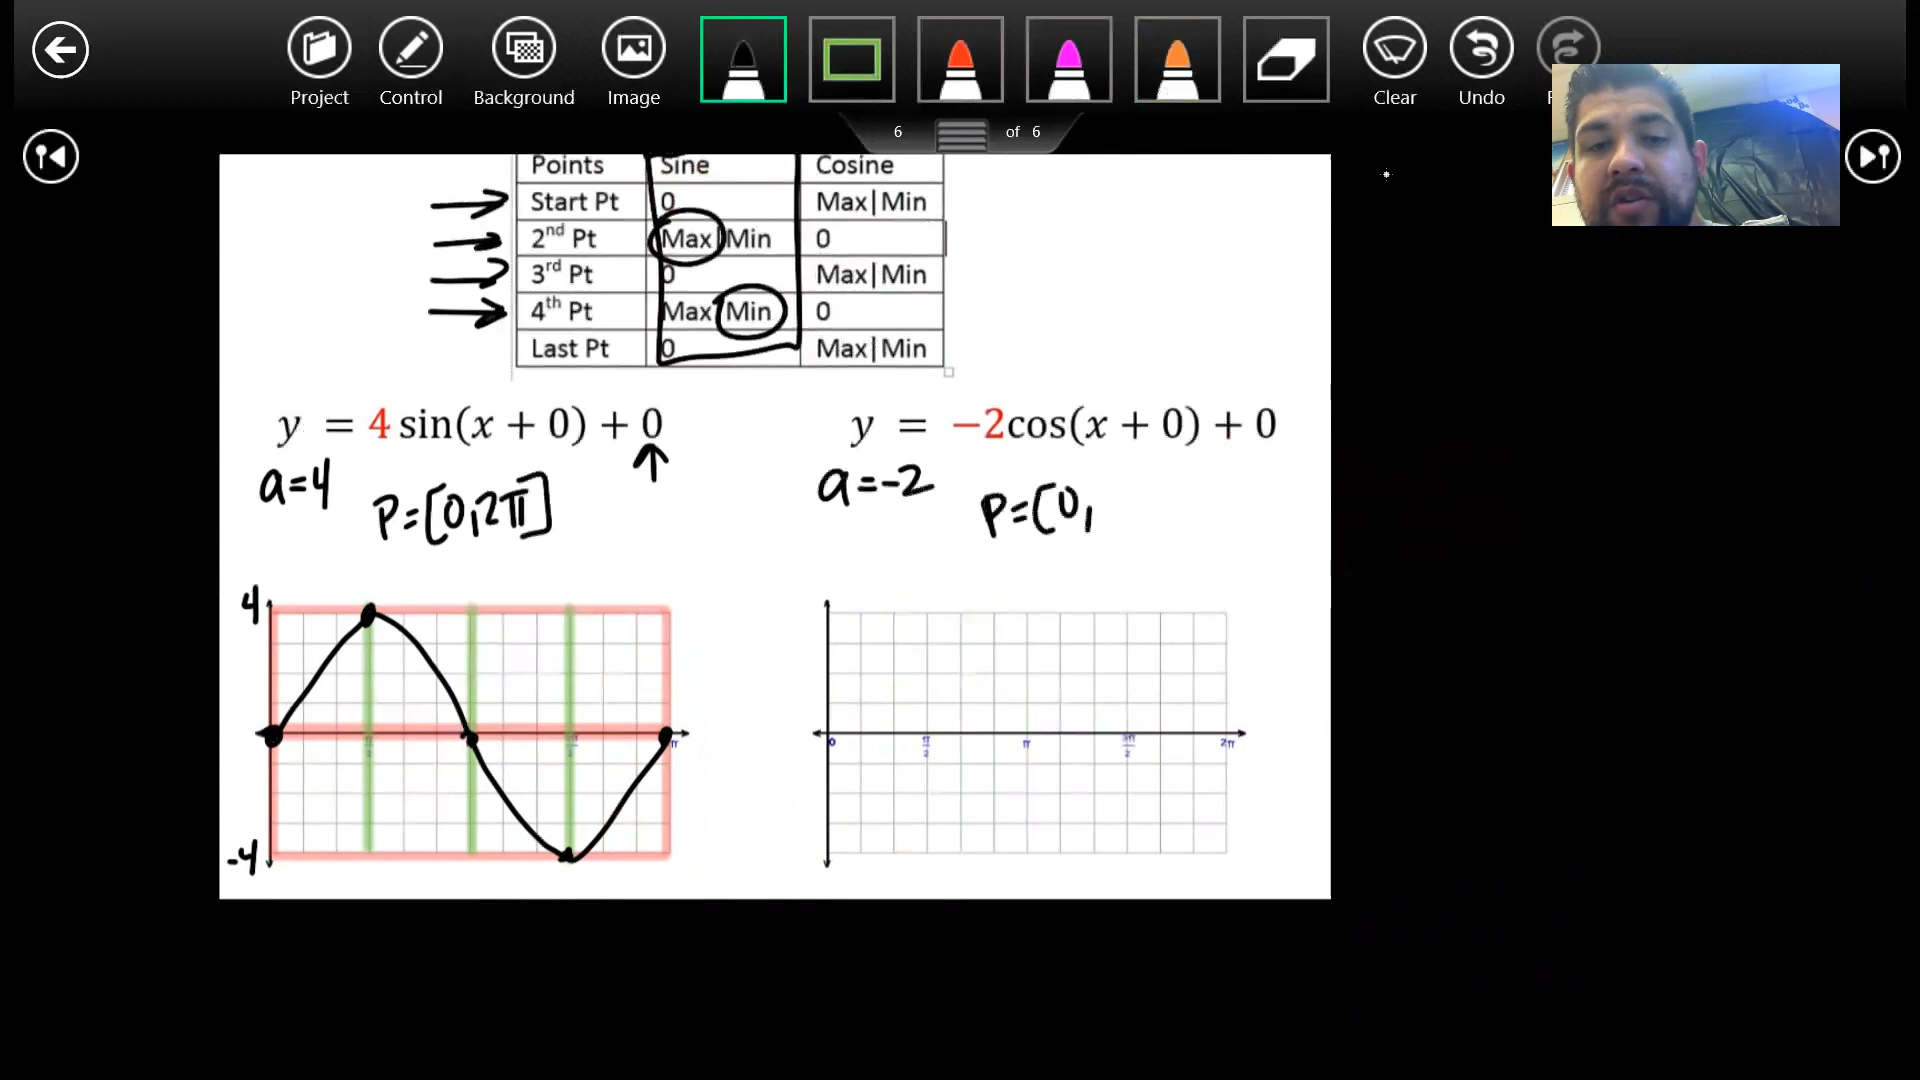 Project Control Background Image Clear Undo
6 of 6
Points Sine Cosine
Start Pt 0 Max|Min
2nd Pt Max|Min 0
3rd Pt 0 Max|Min
4th Pt Max|Min 0
Last Pt 0 Max|Min
y = 4 sin(x + 0) + 0
y = −2cos(x + 0) + 0
a=4
P=[0,2π]
a=-2
P=[0,
4
-4
0 π/2 π 3π/2 2π